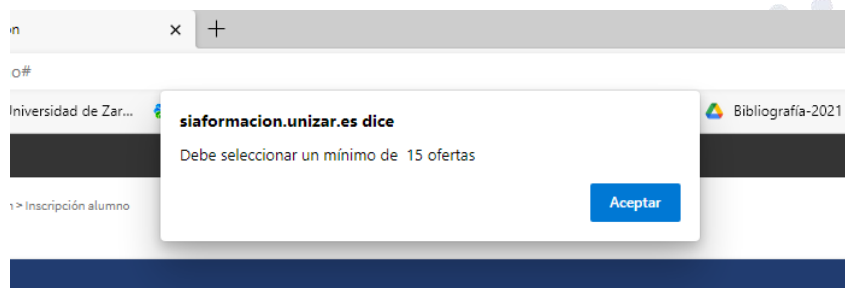 ón
o#
Universidad de Zar...
siaformacion.unizar.es dice
Bibliografía-2021
Debe seleccionar un mínimo de 15 ofertas
Aceptar
> Inscripción alumno